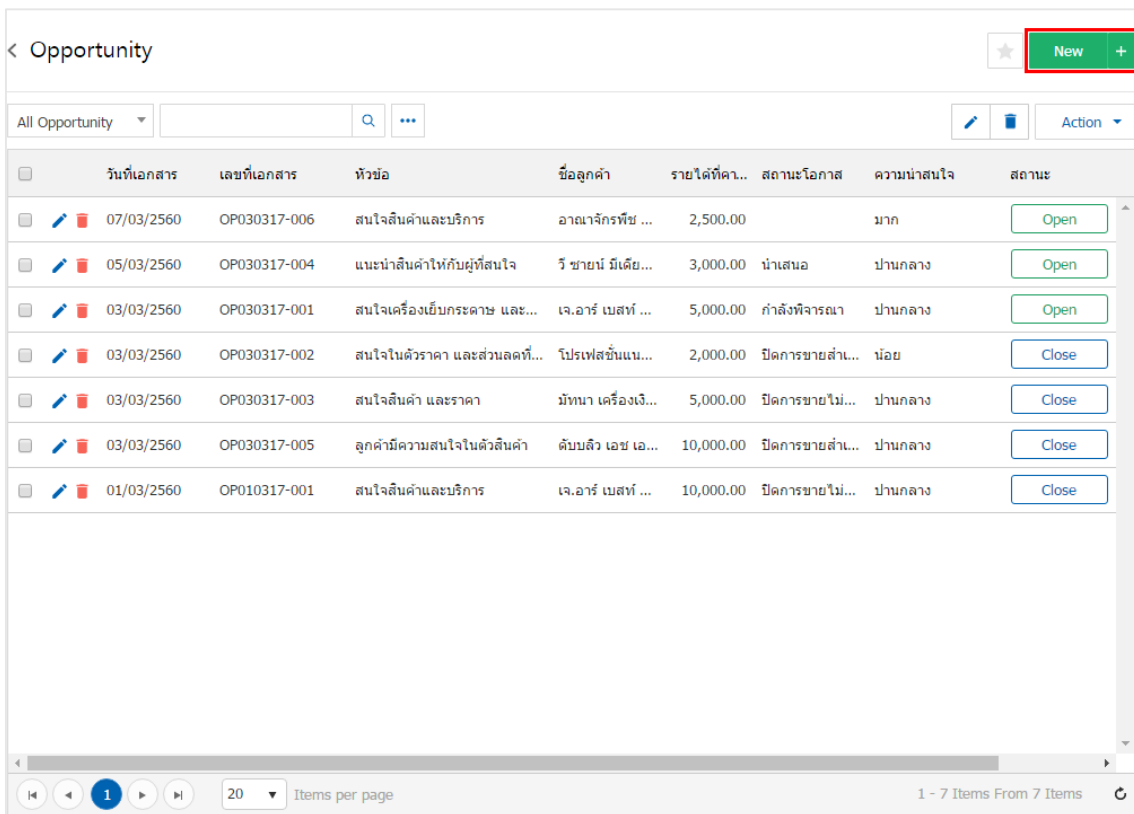 Opportunity
New +
All Opportunity
Action
วันที่เอกสาร เลขที่เอกสาร หัวข้อ ชื่อลูกค้า รายได้ที่คา... สถานะโอกาส ความน่าสนใจ สถานะ
07/03/2560 OP030317-006 สนใจสินค้าและบริการ อาณาจักรพืช ... 2,500.00 มาก Open
05/03/2560 OP030317-004 แนะนำสินค้าให้กับผู้ที่สนใจ วี ชายน์ มีเดีย... 3,000.00 นำเสนอ ปานกลาง Open
03/03/2560 OP030317-001 สนใจเครื่องเย็บกระดาษ และ... เจ.อาร์ เบสท์ ... 5,000.00 กำลังพิจารณา ปานกลาง Open
03/03/2560 OP030317-002 สนใจในตัวราคา และส่วนลดที่... โปรเฟสชั่นแน... 2,000.00 ปิดการขายสำเ... น้อย Close
03/03/2560 OP030317-003 สนใจสินค้า และราคา มัทนา เครื่องเงิ... 5,000.00 ปิดการขายไม่... ปานกลาง Close
03/03/2560 OP030317-005 ลูกค้ามีความสนใจในตัวสินค้า ดับบลิว เอช เอ... 10,000.00 ปิดการขายสำเ... ปานกลาง Close
01/03/2560 OP010317-001 สนใจสินค้าและบริการ เจ.อาร์ เบสท์ ... 10,000.00 ปิดการขายไม่... ปานกลาง Close
1 20 Items per page 1 - 7 Items From 7 Items